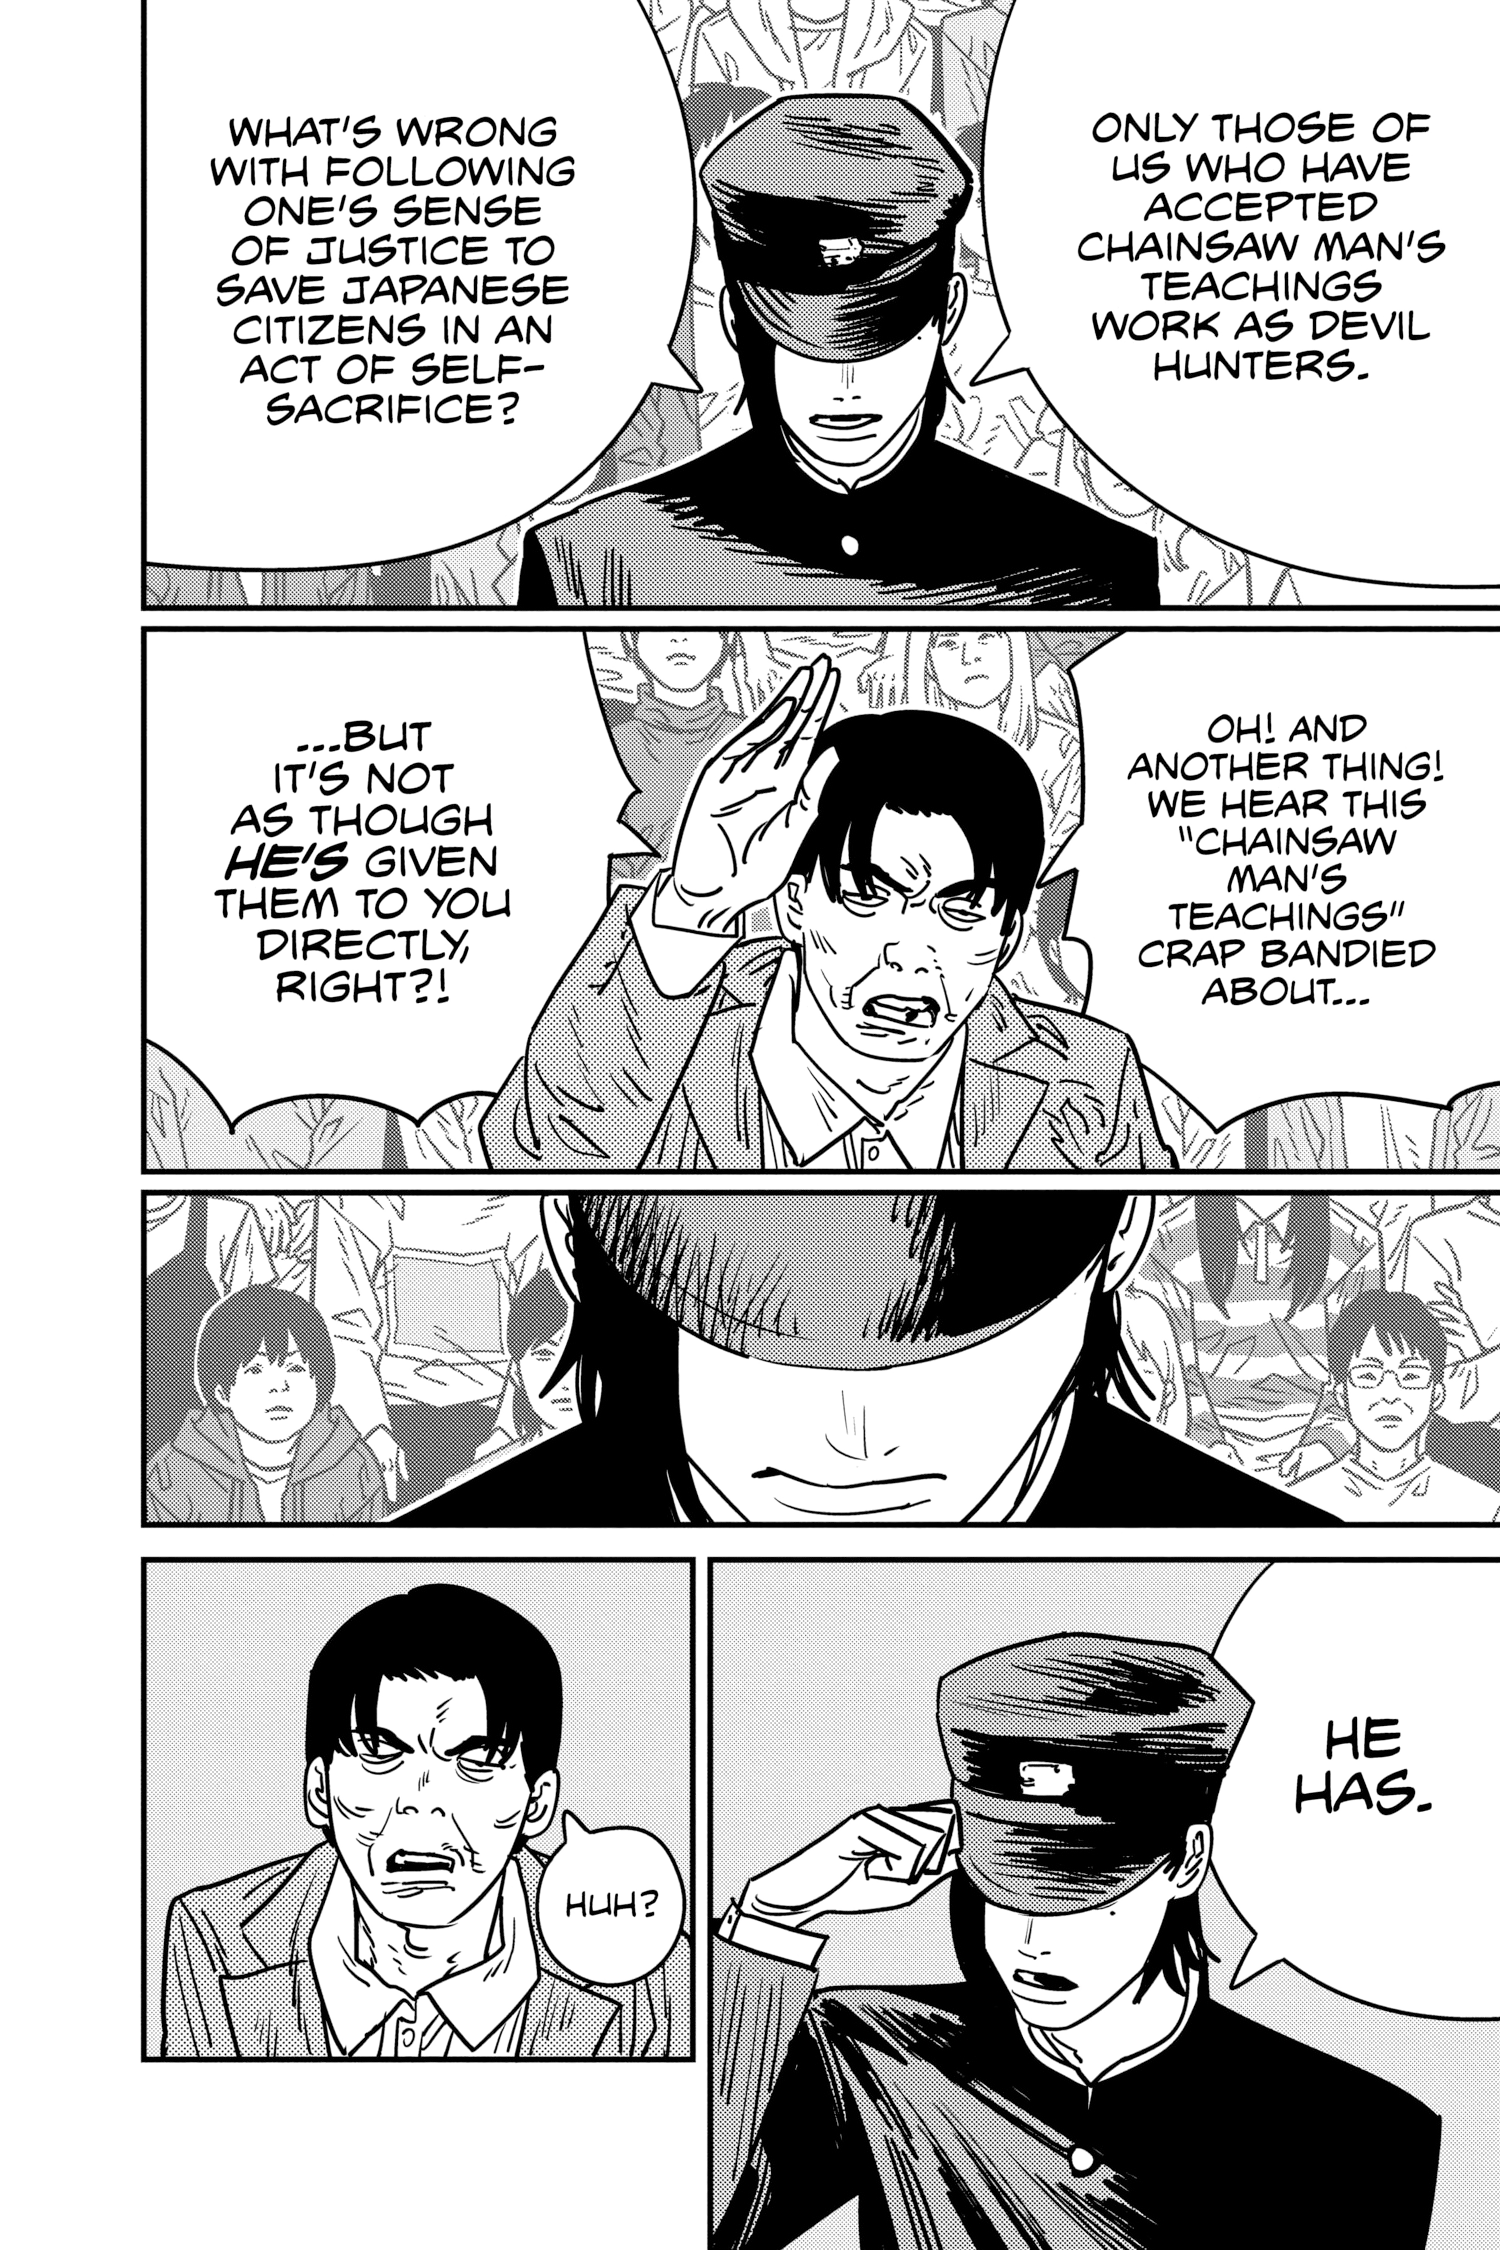 ONLY THOSE OF
US WHO HAVE
ACCEPTED
CHAINSAW MAN'S
TEACHINGS
WORK AS DEVIL
HUNTERS.
WHAT'S WRONG
WITH FOLLOWING
ONE'S SENSE
OF JUSTICE TO
SAVE JAPANESE
CITIZENS IN AN
ACT OF SELF-
SACRIFICE?
OH! AND
ANOTHER THING!
WE HEAR THIS
"CHAINSAW
MAN'S
TEACHINGS"
CRAP BANDIED
ABOUT...
...BUT
IT'S NOT
AS THOUGH
HE'S GIVEN
THEM TO YOU
DIRECTLY,
RIGHT?!
HE
HAS.
HUH?